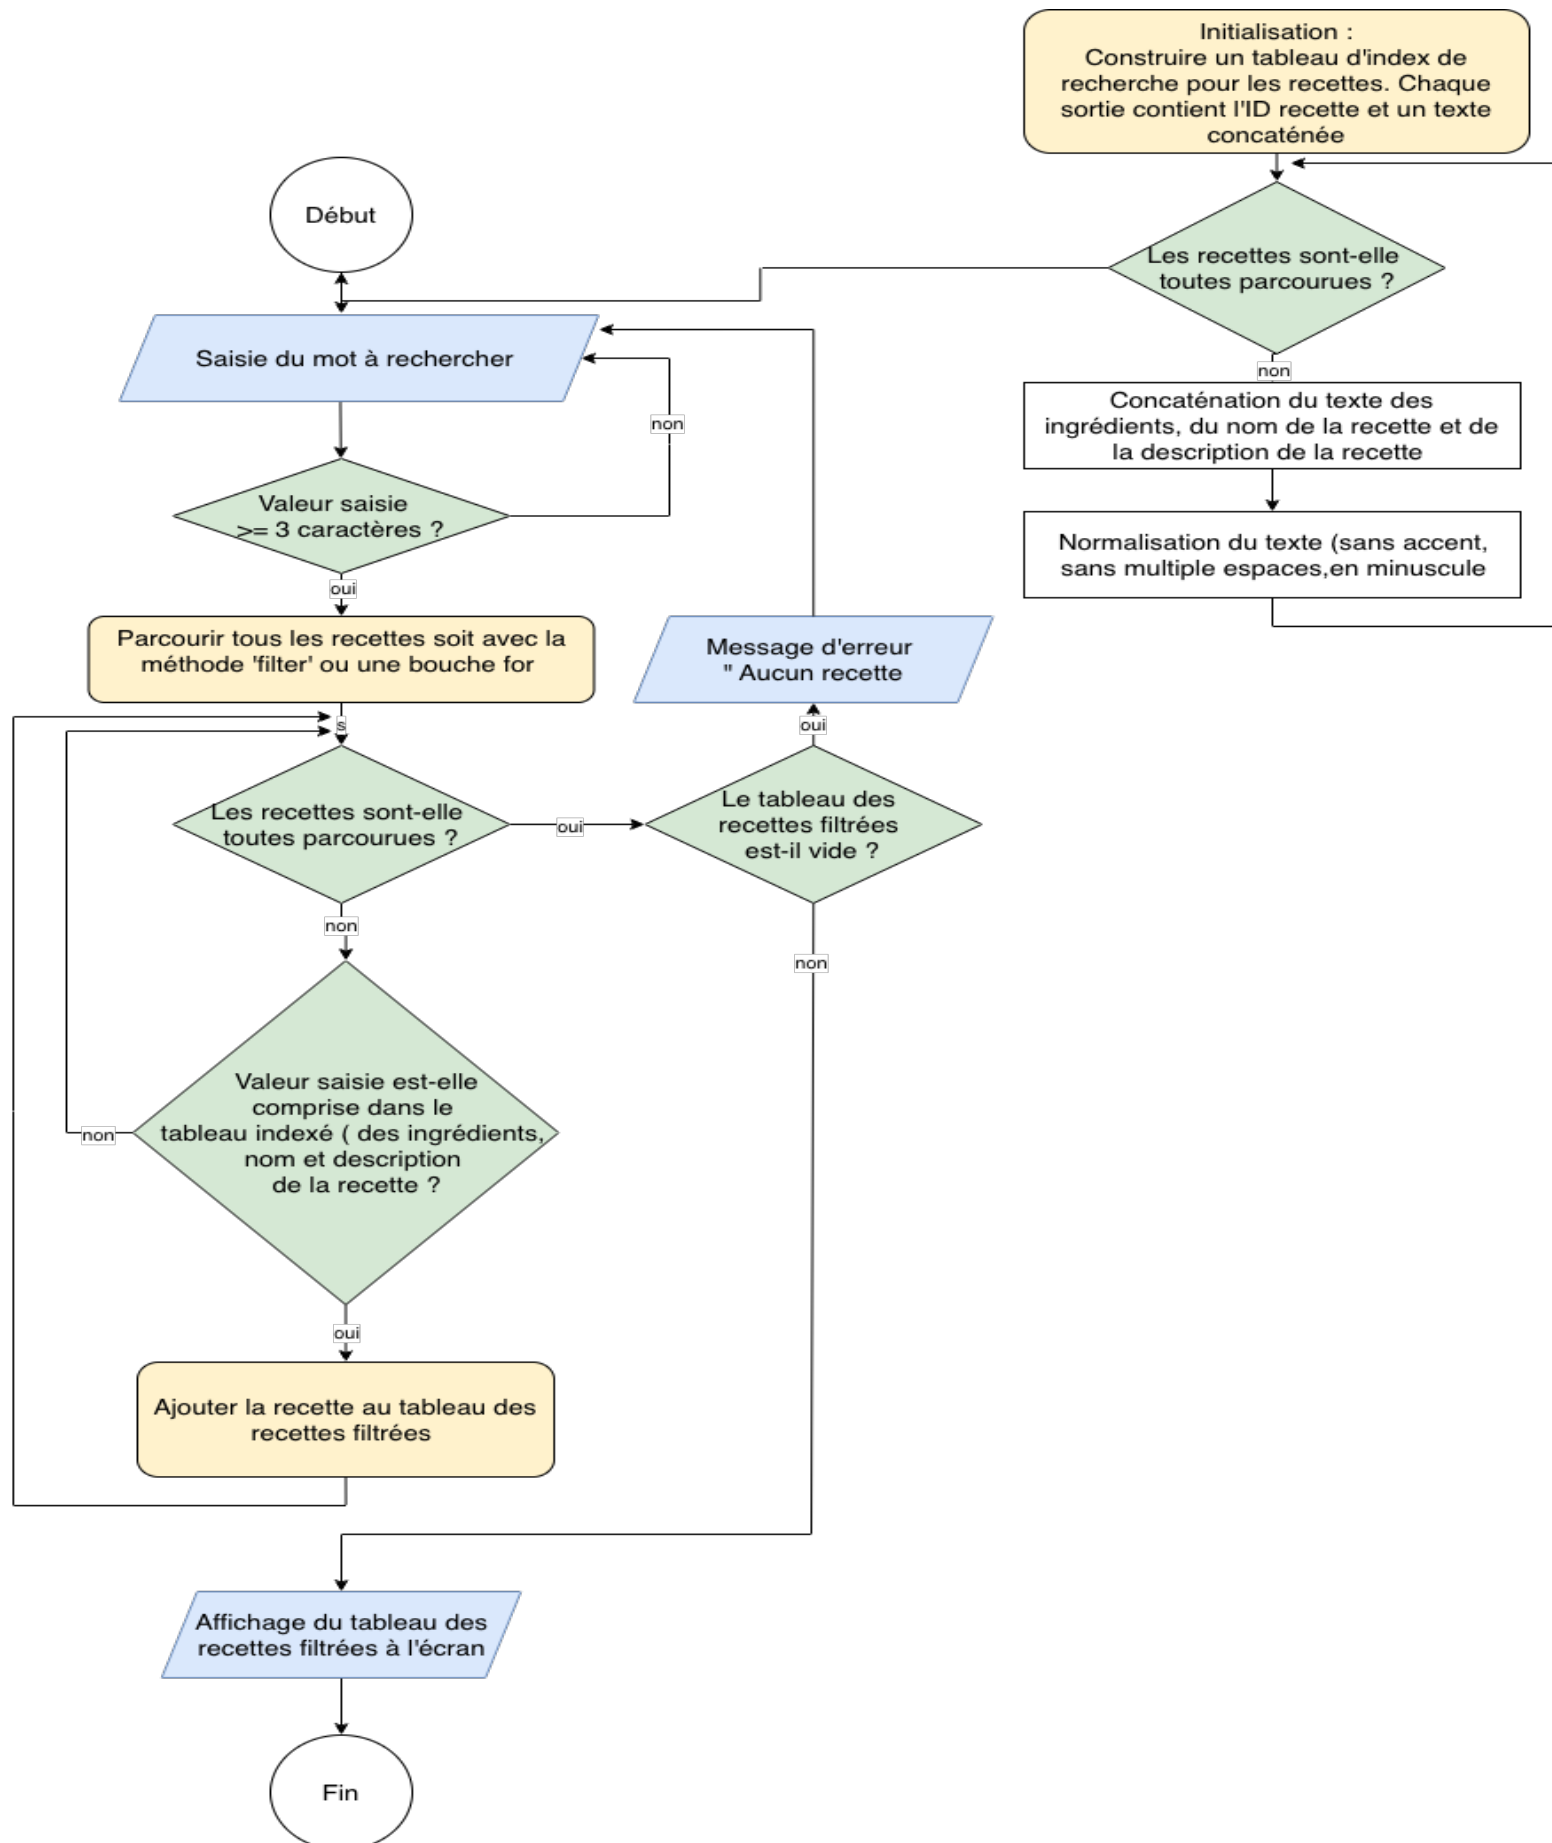 Initialisation :
Construire un tableau d'index de
recherche pour les recettes. Chaque
sortie contient l'ID recette et un texte
concaténée
Les recettes sont-elle
toutes parcourues ?
non
Concaténation du texte des
ingrédients, du nom de la recette et de
la description de la recette
Normalisation du texte (sans accent,
sans multiple espaces,en minuscule
Début
Saisie du mot à rechercher
non
Valeur saisie
>= 3 caractères ?
oui
Parcourir tous les recettes soit avec la
méthode 'filter' ou une bouche for
s
Les recettes sont-elle
toutes parcourues ?
oui
Le tableau des
recettes filtrées
est-il vide ?
oui
Message d'erreur
" Aucun recette
non
non
Valeur saisie est-elle
comprise dans le
tableau indexé ( des ingrédients,
nom et description
de la recette ?
non
oui
Ajouter la recette au tableau des
recettes filtrées
Affichage du tableau des
recettes filtrées à l'écran
Fin